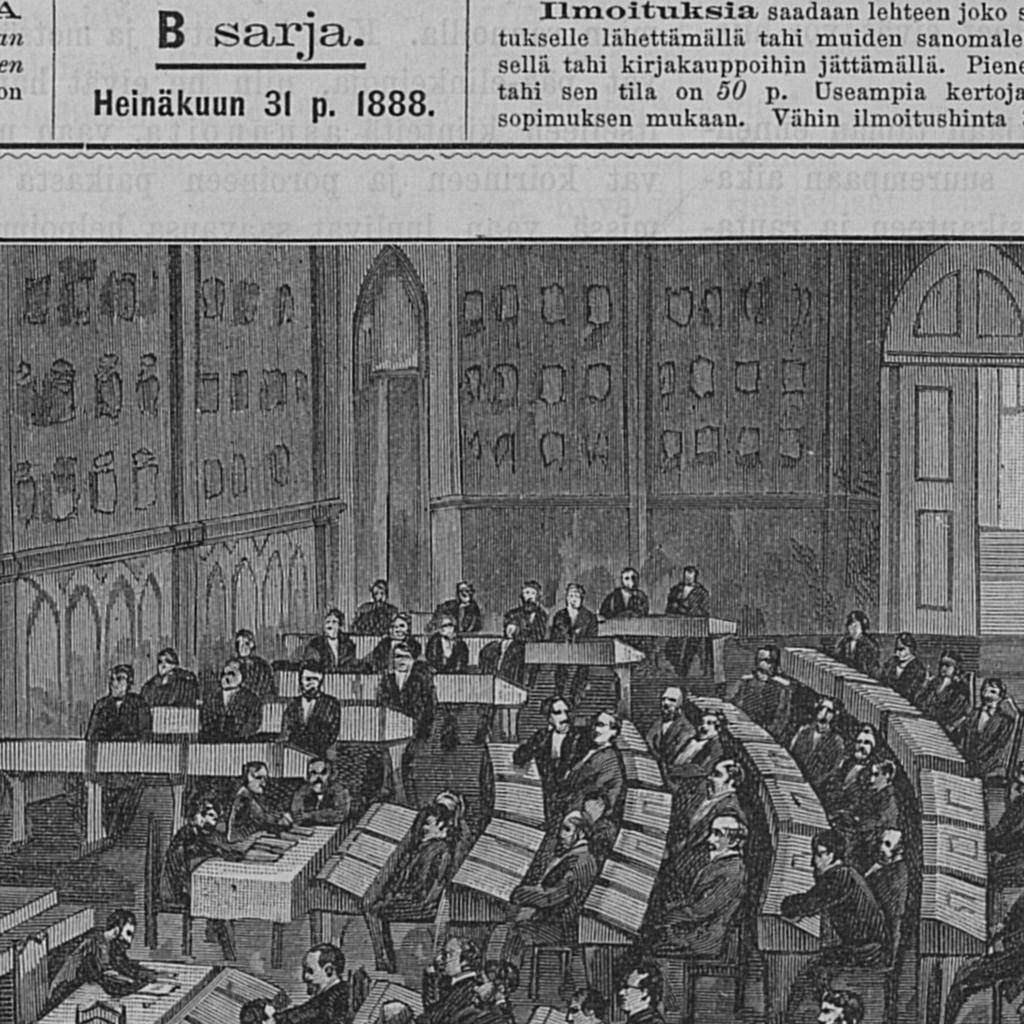 A
an
en
on
B sarja.
Heinäkuun 31 p. 1888.
Ilmoituksia saadaan lehteen joko s
tukselle lähettämällä tahi muiden sanomale
sellä tahi kirjakauppoihin jättämällä. Piene
tahi sen tila on 50 p. Useampia kertoja
sopimuksen mukaan. Vähin ilmoitushinta